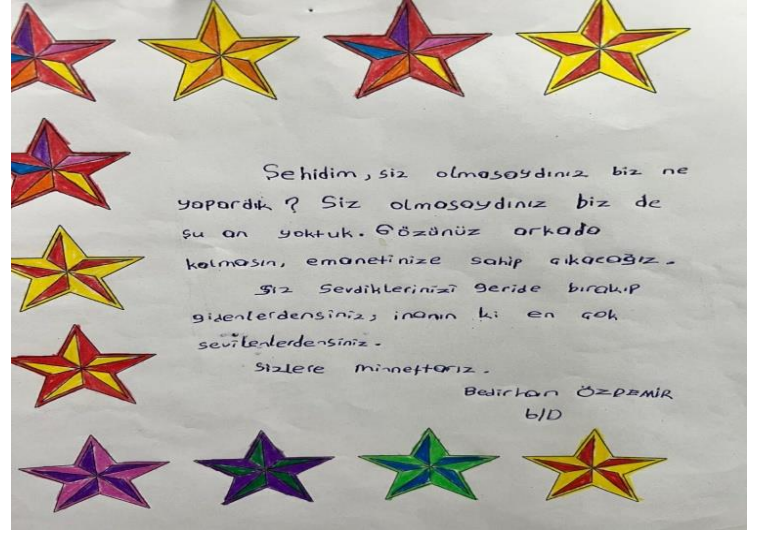 Şehidim, siz olmasaydınız biz ne
yapardık? Siz olmasaydınız biz de
şu an yoktuk. Gözünüz arkada
kalmasın, emanetinize sahip çıkacağız.
Siz Sevdiklerinizi geride bırakıp
gidenlerdensiniz, inanın ki en çok
sevilenlerdensiniz.
Sizlere minnettarız.
Bedirhan ÖZDEMİR
6/D